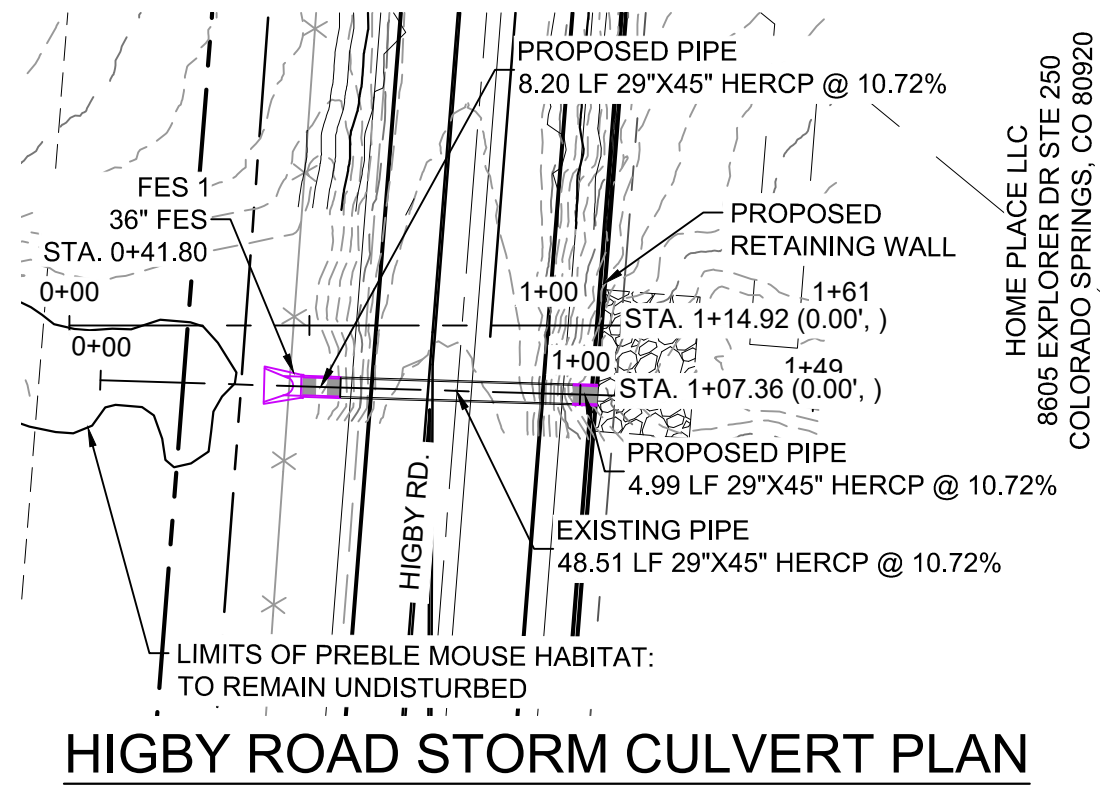 PROPOSED PIPE
8.20 LF 29"X45" HERCP @ 10.72%
HOME PLACE LLC
8605 EXPLORER DR STE 250
COLORADO SPRINGS, CO 80920
FES 1
36" FES
STA. 0+41.80
PROPOSED
RETAINING WALL
0+00
1+00
1+61
STA. 1+14.92 (0.00', )
0+00
1+00
1+49
STA. 1+07.36 (0.00', )
PROPOSED PIPE
4.99 LF 29"X45" HERCP @ 10.72%
HIGBY RD.
EXISTING PIPE
48.51 LF 29"X45" HERCP @ 10.72%
LIMITS OF PREBLE MOUSE HABITAT:
TO REMAIN UNDISTURBED
HIGBY ROAD STORM CULVERT PLAN